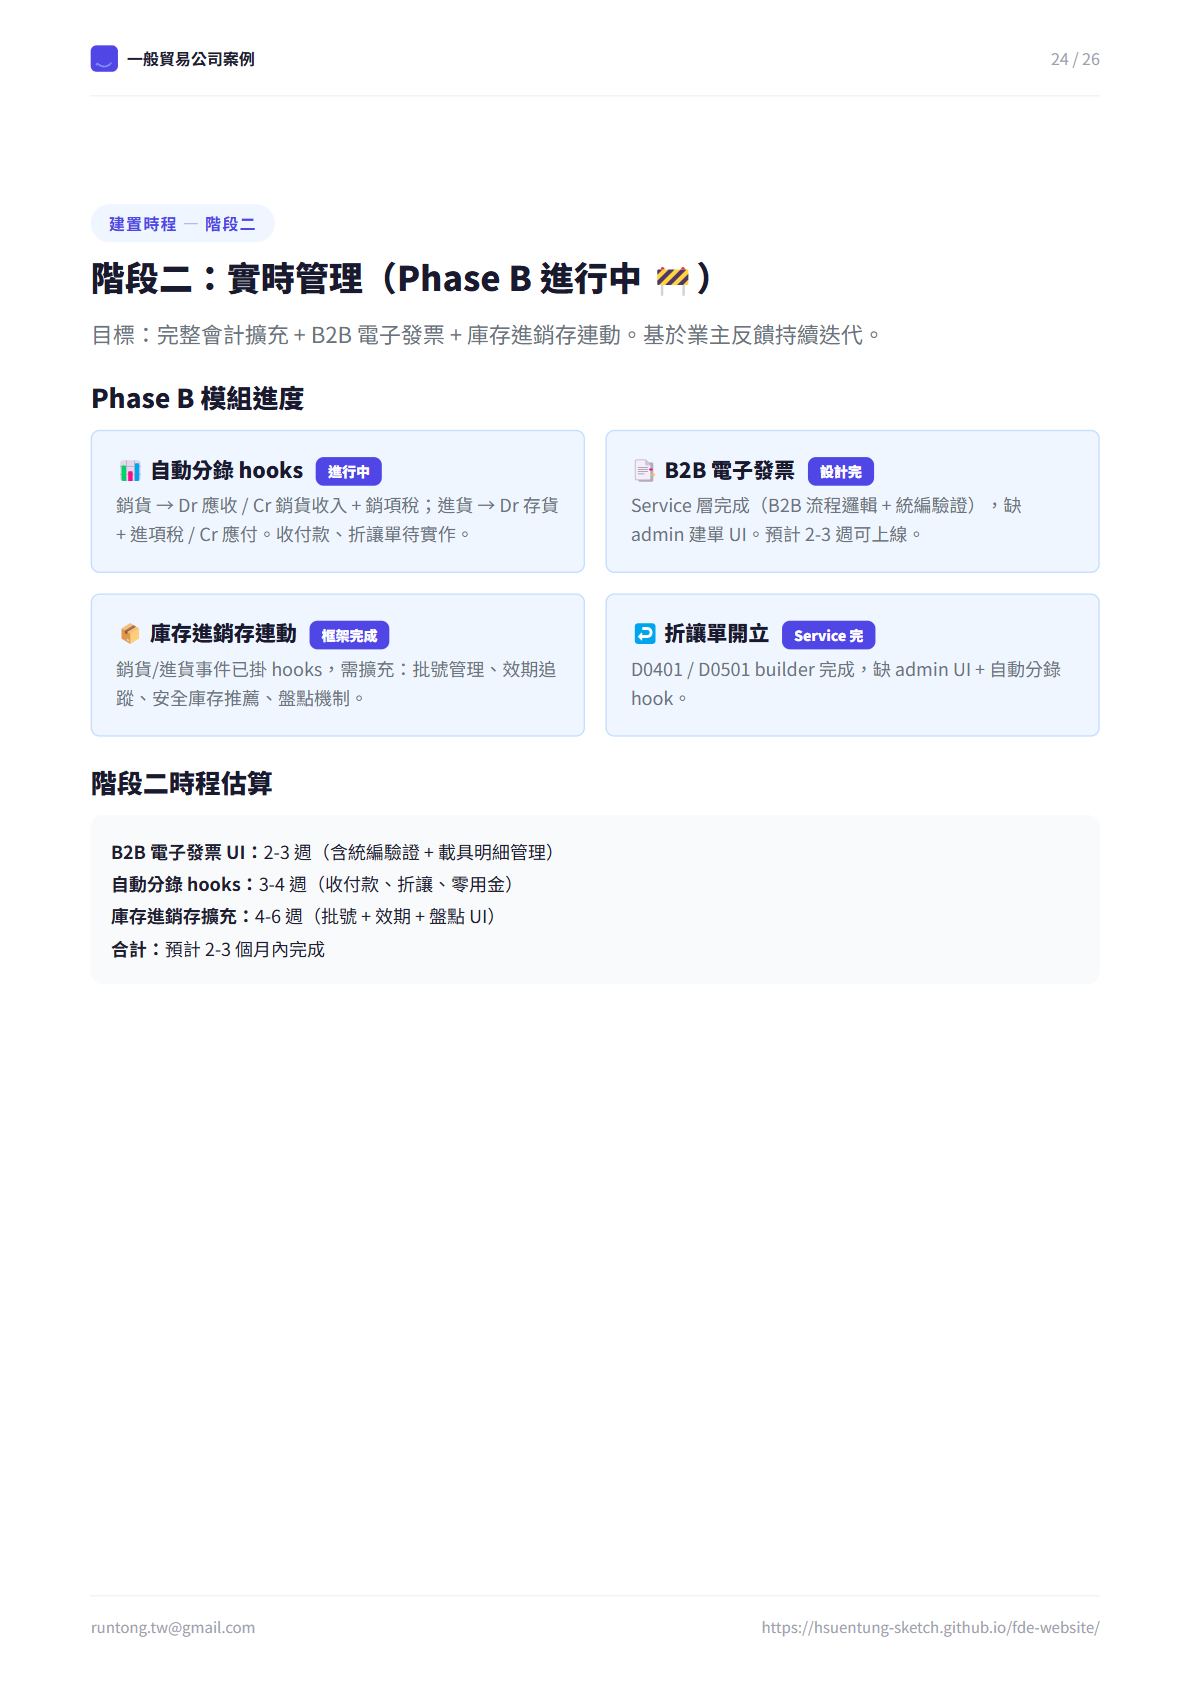 一般貿易公司案例
24 / 26
建置時程 — 階段二
階段二：實時管理（Phase B 進行中 🚧）
目標：完整會計擴充 + B2B 電子發票 + 庫存進銷存連動。基於業主反饋持續迭代。
Phase B 模組進度
📊 自動分錄 hooks 進行中
銷貨 → Dr 應收 / Cr 銷貨收入 + 銷項稅；進貨 → Dr 存貨
+ 進項稅 / Cr 應付。收付款、折讓單待實作。
📑 B2B 電子發票 設計完
Service 層完成（B2B 流程邏輯 + 統編驗證），缺
admin 建單 UI。預計 2-3 週可上線。
📦 庫存進銷存連動 框架完成
銷貨/進貨事件已掛 hooks，需擴充：批號管理、效期追
蹤、安全庫存推薦、盤點機制。
↩️ 折讓單開立 Service 完
D0401 / D0501 builder 完成，缺 admin UI + 自動分錄
hook。
階段二時程估算
B2B 電子發票 UI：2-3 週（含統編驗證 + 載具明細管理）
自動分錄 hooks：3-4 週（收付款、折讓、零用金）
庫存進銷存擴充：4-6 週（批號 + 效期 + 盤點 UI）
合計：預計 2-3 個月內完成
runtong.tw@gmail.com
https://hsuentung-sketch.github.io/fde-website/